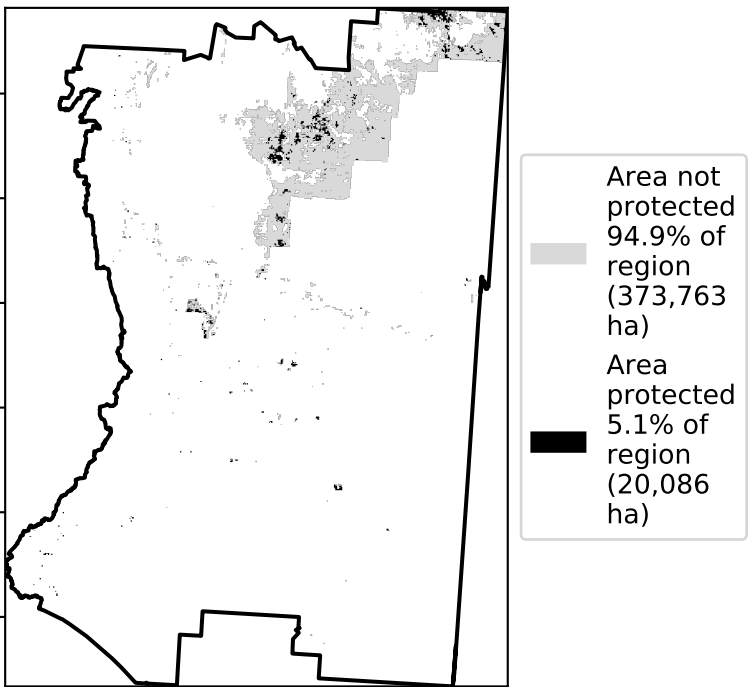 Area not
protected
94.9% of
region
(373,763
ha)
Area
protected
5.1% of
region
(20,086
ha)